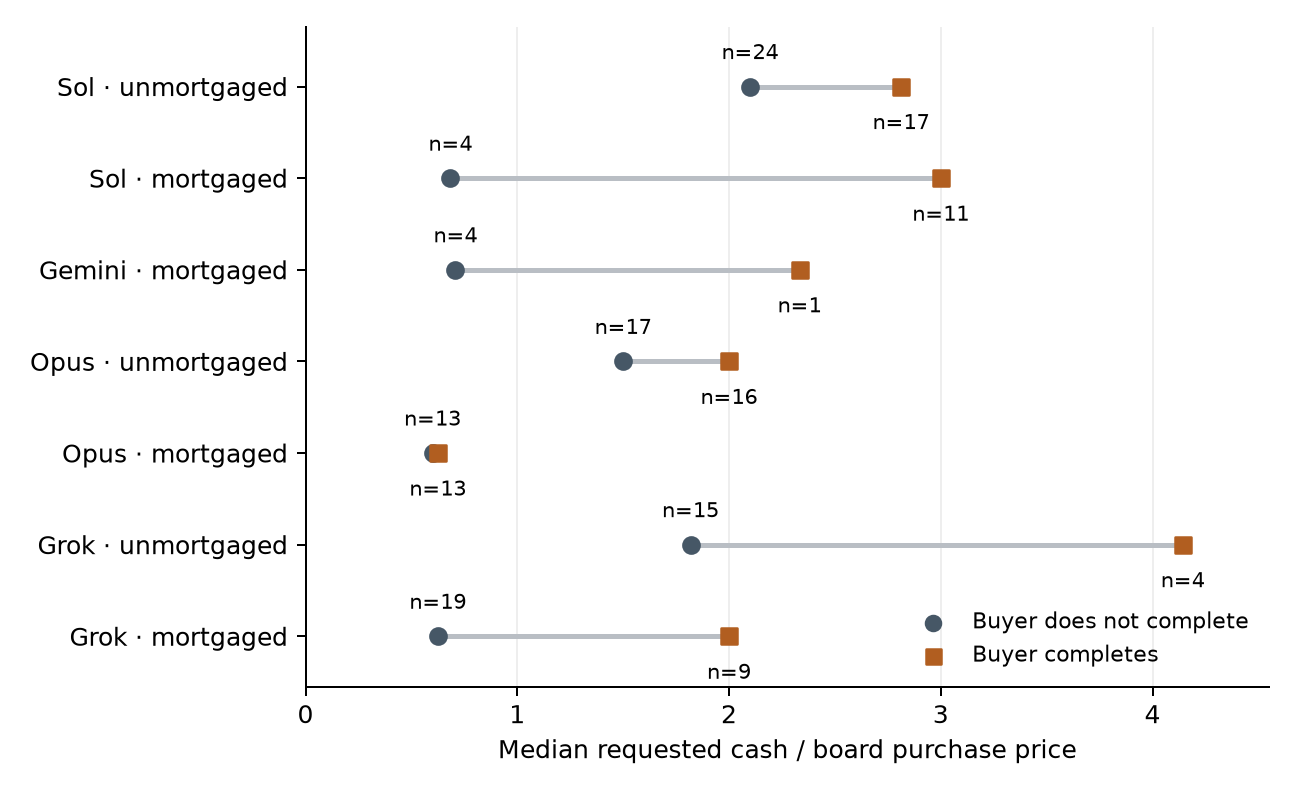 n=24
Sol · unmortgaged
n=17
n=4
Sol · mortgaged
n=11
n=4
Gemini · mortgaged
n=1
n=17
Opus · unmortgaged
n=16
n=13
Opus · mortgaged
n=13
n=15
Grok · unmortgaged
n=4
n=19
Grok · mortgaged
n=9
Buyer does not complete
Buyer completes
0 1 2 3 4
Median requested cash / board purchase price